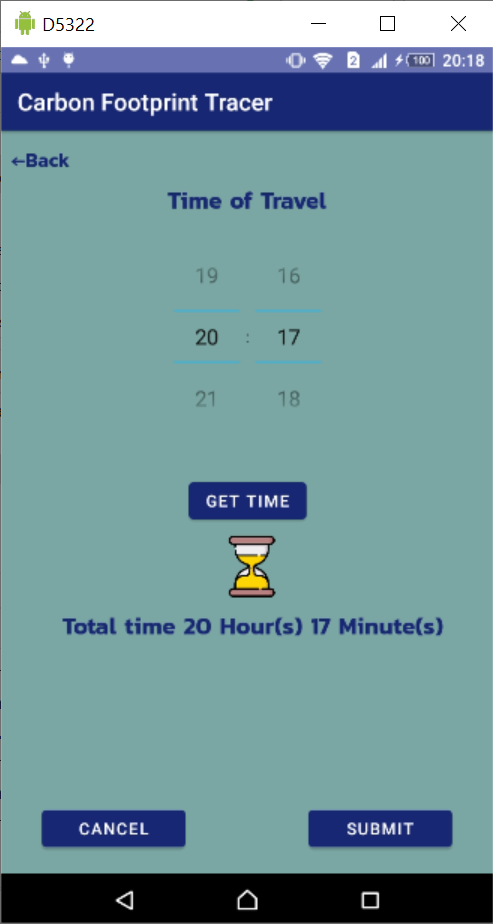 D5322
2 100 20:18
Carbon Footprint Tracer
←Back
Time of Travel
19 16
20 : 17
21 18
GET TIME
Total time 20 Hour(s) 17 Minute(s)
CANCEL SUBMIT